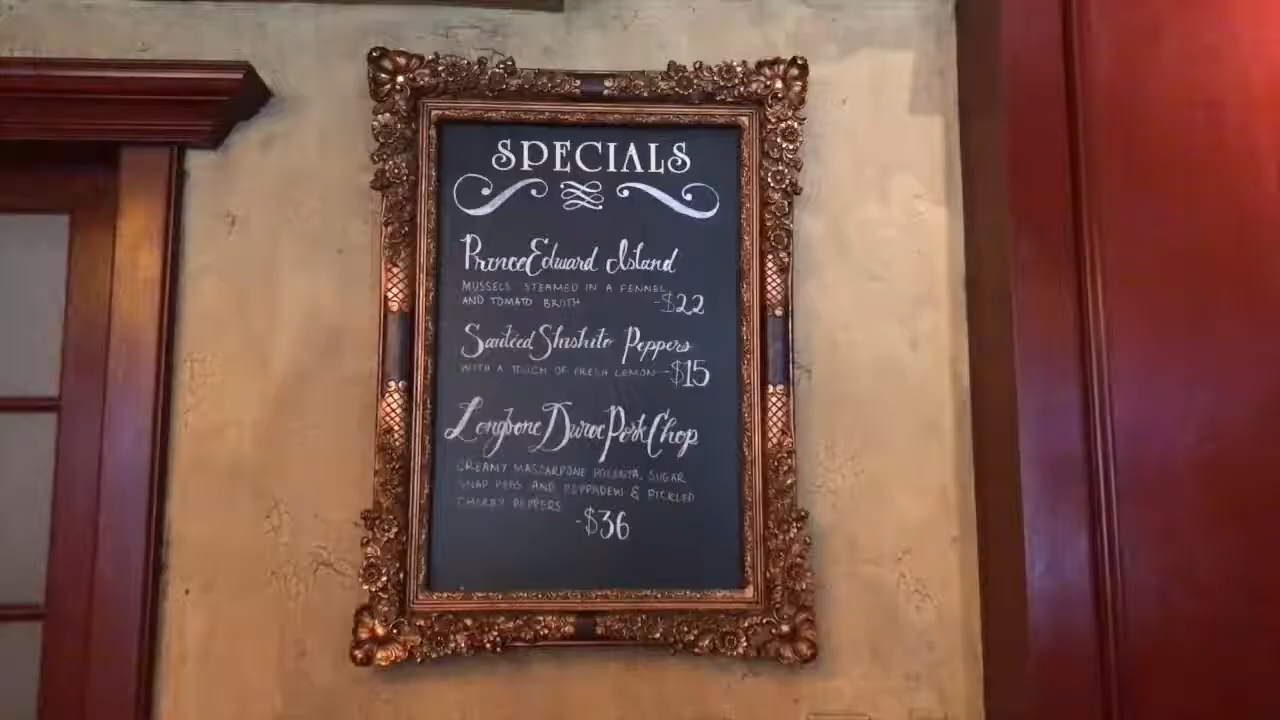 SPECIALS
Prince Edward Island
MUSSELS STEAMED IN A FENNEL
AND TOMATO BROTH -$22
Sautéed Shishito Peppers
WITH A TOUCH OF FRESH LEMON -$15
Longbone Duroc Pork Chop
CREAMY MASCARPONE POLENTA, SUGAR
SNAP PEAS AND PEPPADEW & PICKLED
CHERRY PEPPERS
-$36